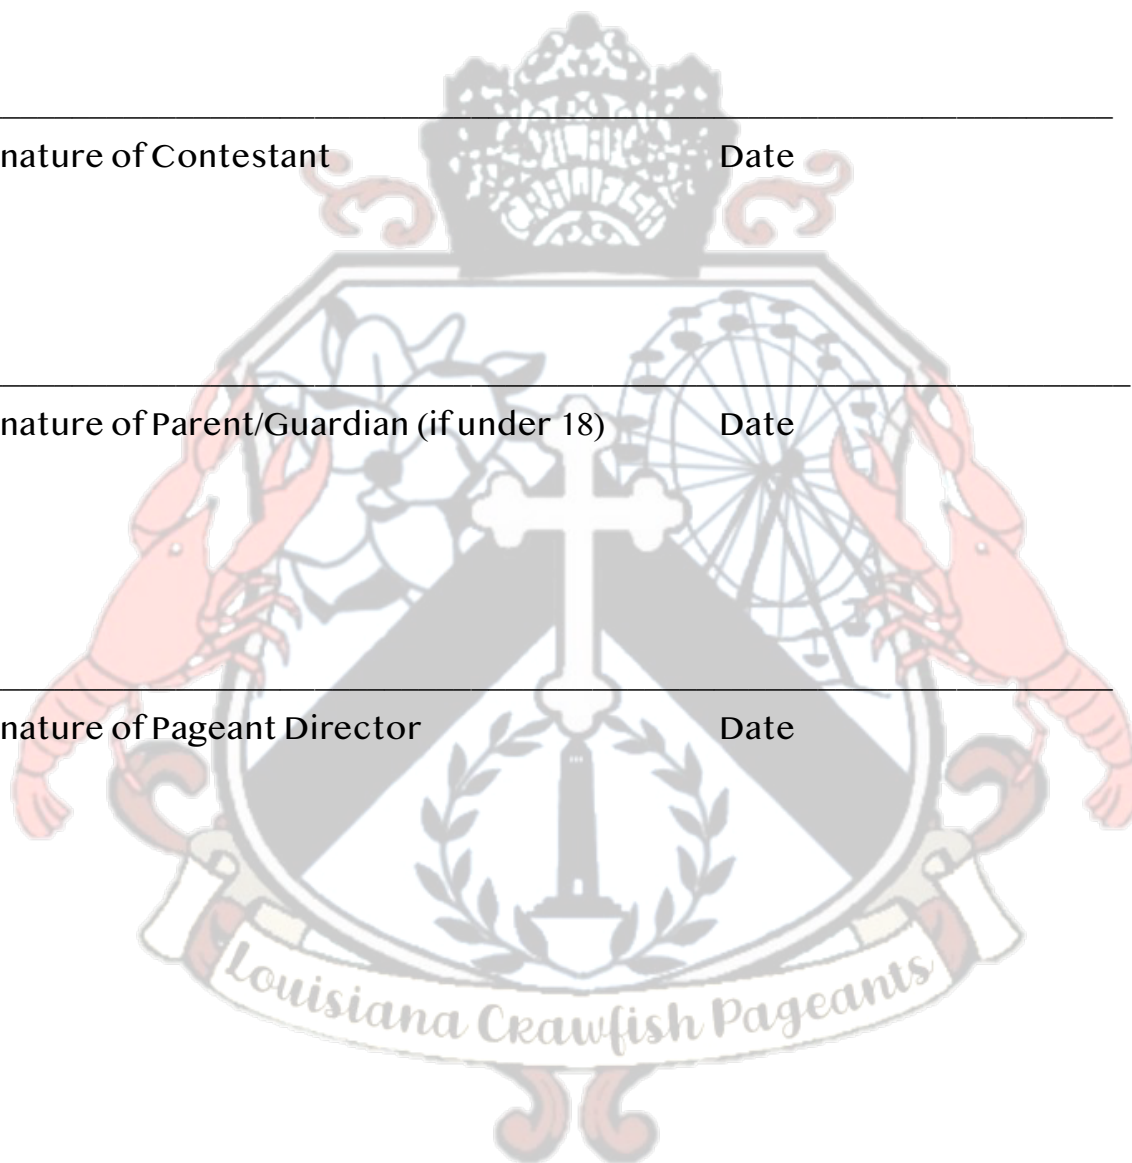 nature of Contestant Date
CRAWFISH
nature of Parent/Guardian (if under 18) Date
nature of Pageant Director Date
Louisiana Crawfish Pageants